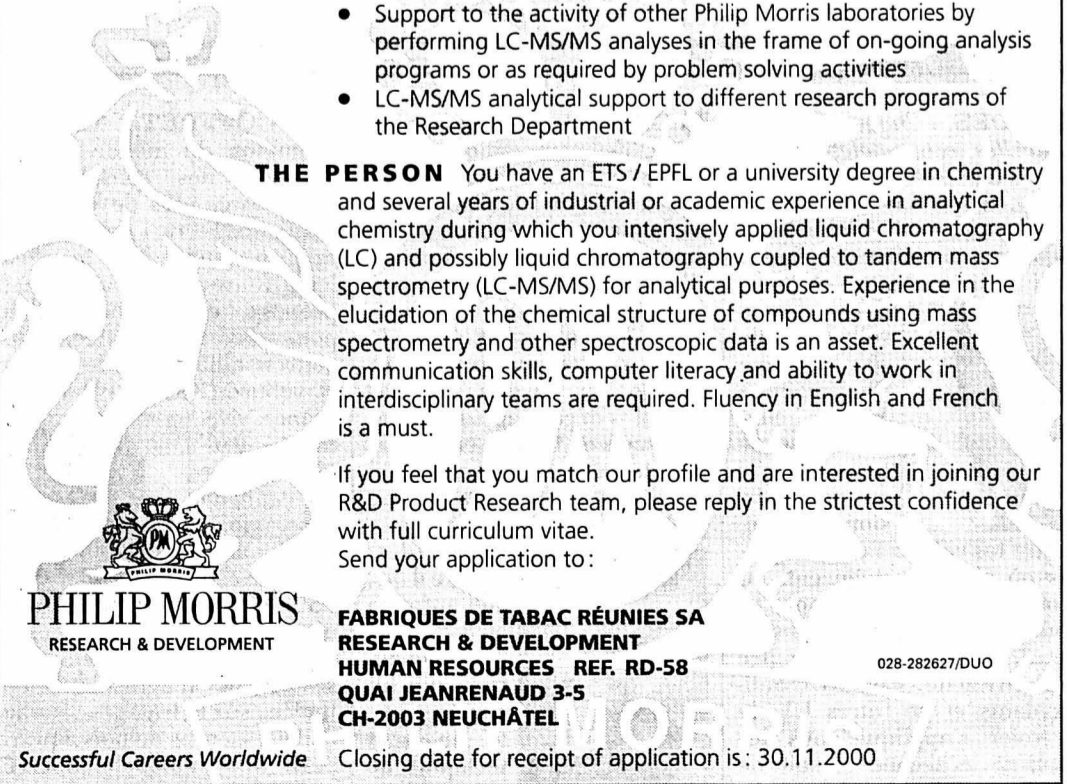 • Support to the activity of other Philip Morris laboratories by
performing LC-MS/MS analyses in the frame of on-going analysis
programs or as required by problem solving activities
• LC-MS/MS analytical support to different research programs of
the Research Department
THE PERSON You have an ETS / EPFL or a university degree in chemistry
and several years of industrial or academic experience in analytical
chemistry during which you intensively applied liquid chromatography
(LC) and possibly liquid chromatography coupled to tandem mass
spectrometry (LC-MS/MS) for analytical purposes. Experience in the
elucidation of the chemical structure of compounds using mass
spectrometry and other spectroscopic data is an asset. Excellent
communication skills, computer literacy and ability to work in
interdisciplinary teams are required. Fluency in English and French
is a must.
If you feel that you match our profile and are interested in joining our
R&D Product Research team, please reply in the strictest confidence
with full curriculum vitae.
Send your application to :
PM
PHILIP MORRIS
PHILIP MORRIS
RESEARCH & DEVELOPMENT
FABRIQUES DE TABAC RÉUNIES SA
RESEARCH & DEVELOPMENT
HUMAN RESOURCES REF. RD-58
QUAI JEANRENAUD 3-5
CH-2003 NEUCHÂTEL
028-282627/DUO
Successful Careers Worldwide
Closing date for receipt of application is : 30.11.2000